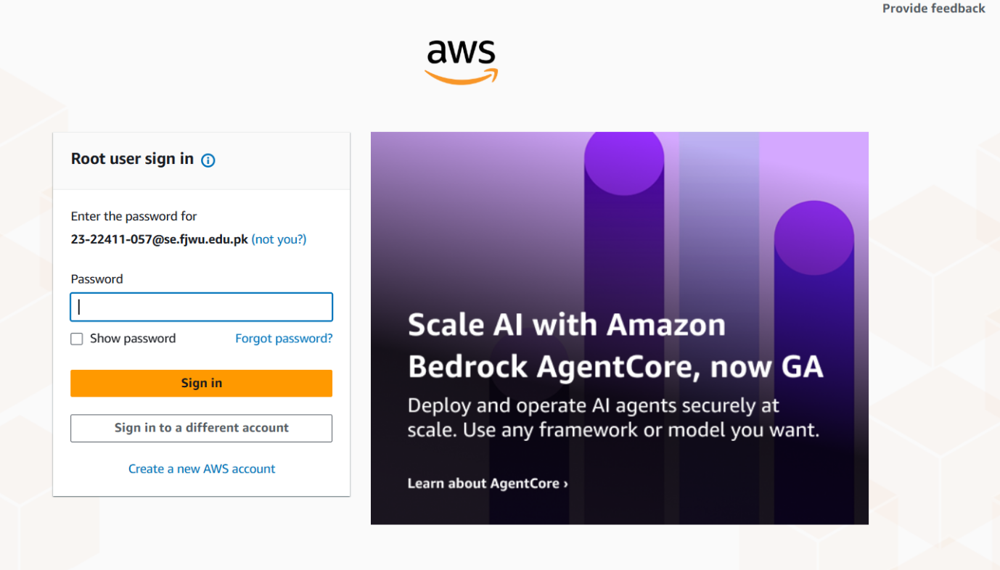 Provide feedback
aws
Root user sign in
Enter the password for
23-22411-057@se.fjwu.edu.pk (not you?)
Password
Show password
Forgot password?
Sign in
Sign in to a different account
Create a new AWS account
Scale AI with Amazon
Bedrock AgentCore, now GA
Deploy and operate AI agents securely at
scale. Use any framework or model you want.
Learn about AgentCore ›